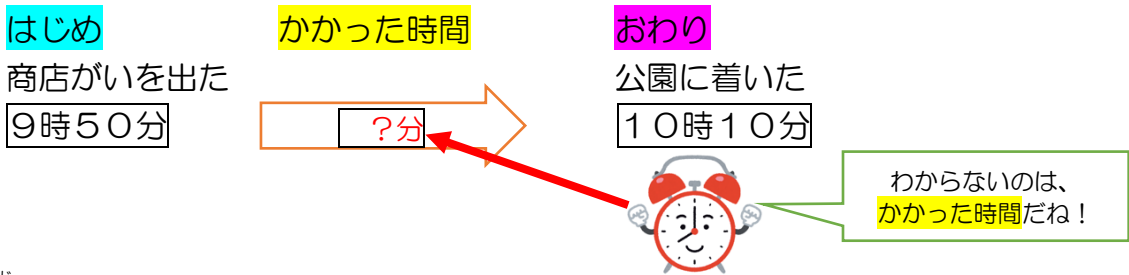 はじめ かかった時間 おわり
商店がいを出た 公園に着いた
９時５０分 ？分 １０時１０分
わからないのは、
かかった時間だね！